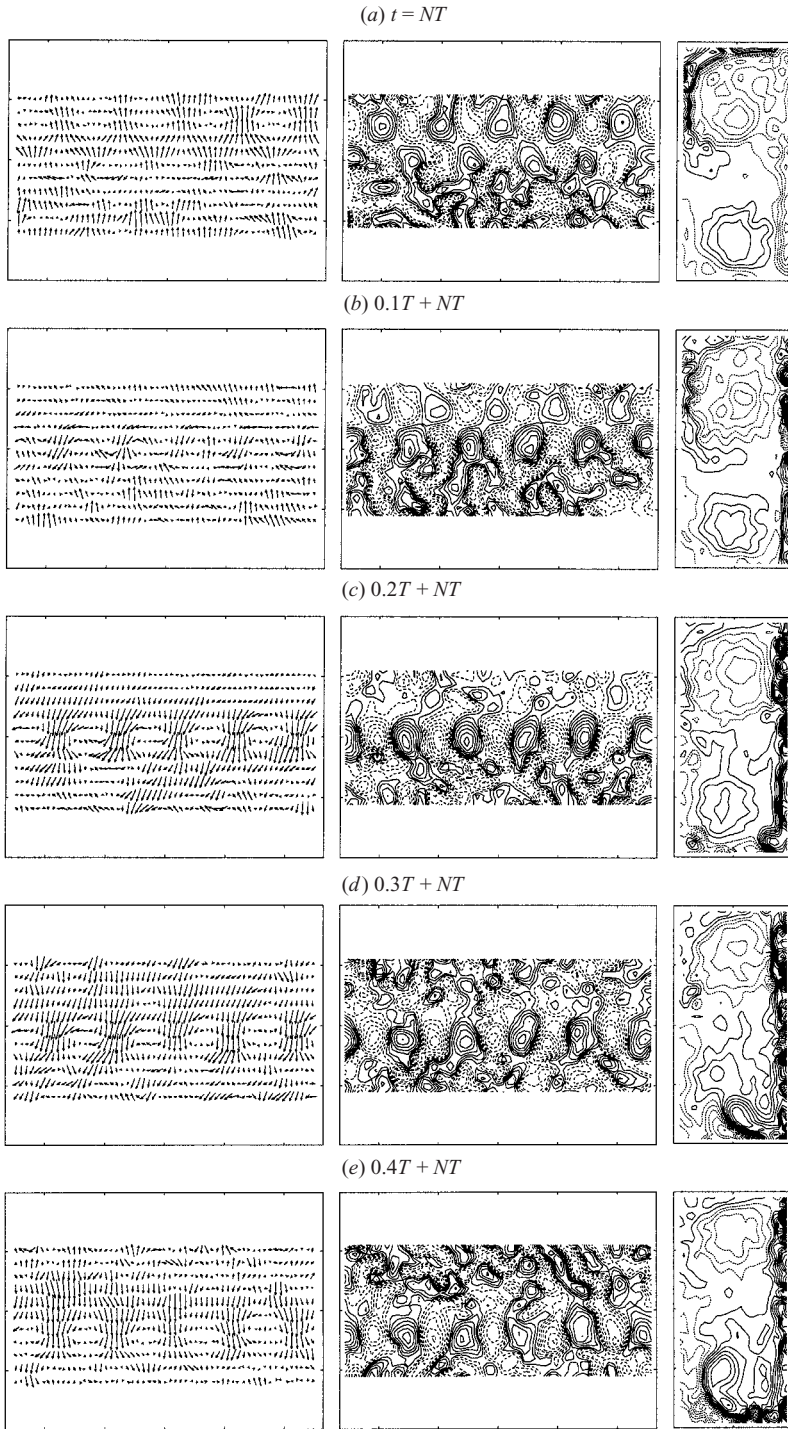 (a) t = NT
(b) 0.1T + NT
(c) 0.2T + NT
(d) 0.3T + NT
(e) 0.4T + NT